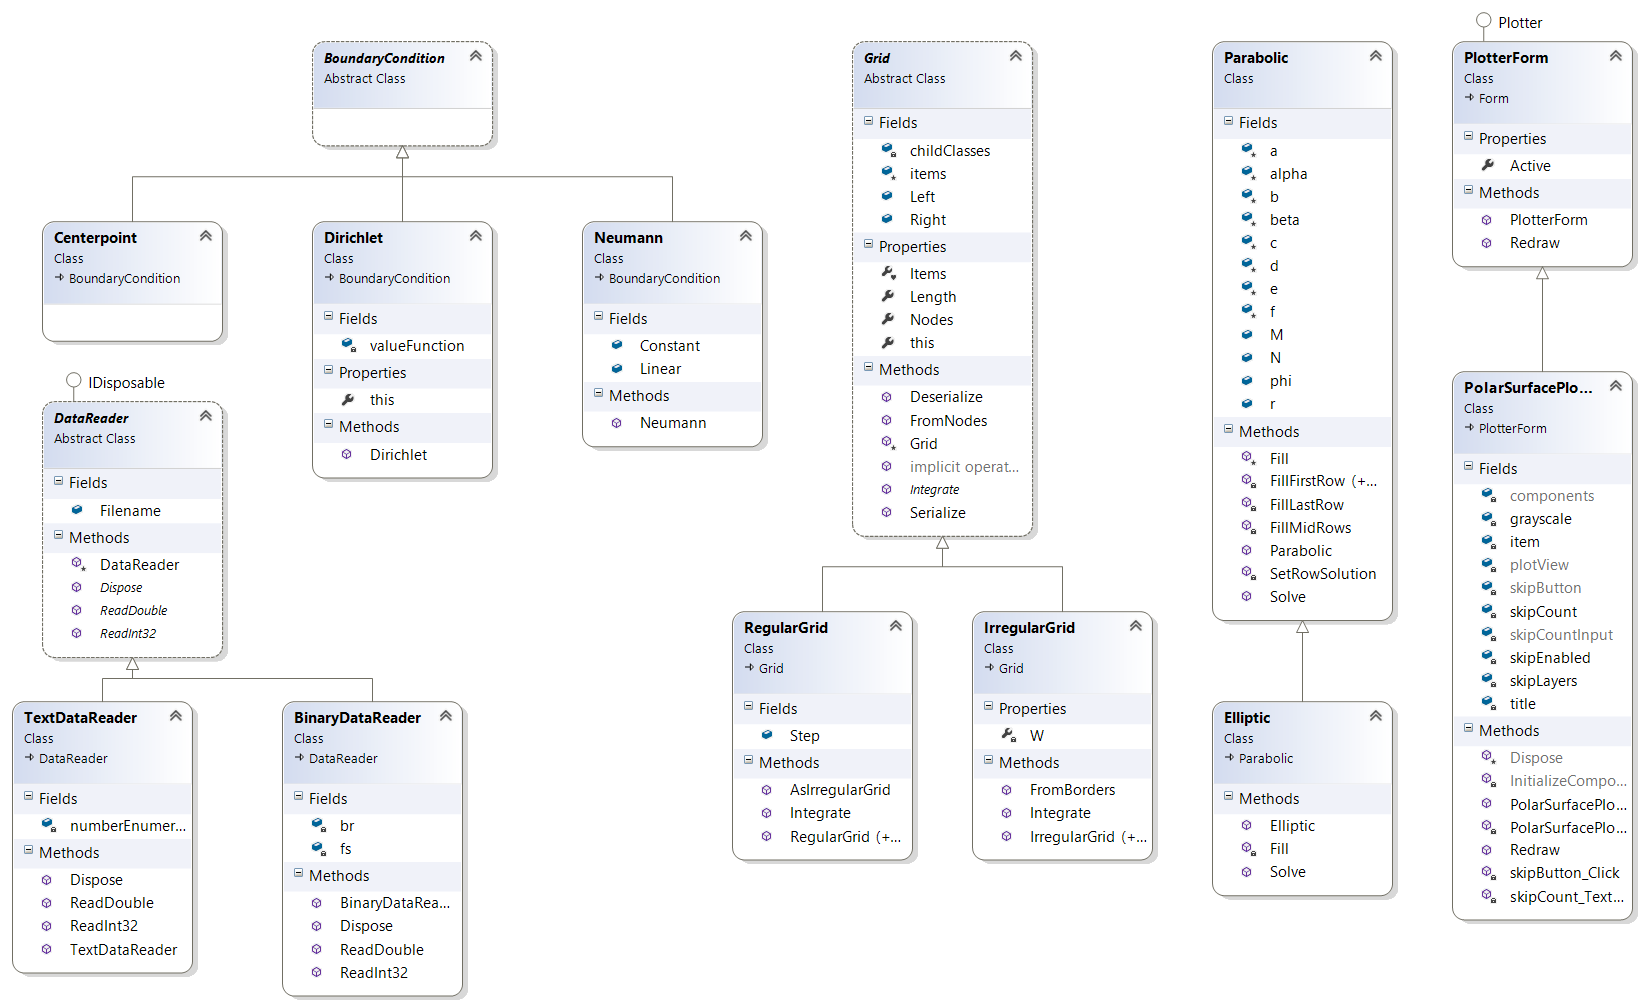 BoundaryCondition
Abstract Class
Centerpoint
Class
BoundaryCondition
Dirichlet
Class
BoundaryCondition
Fields
valueFunction
Properties
this
Methods
Dirichlet
Neumann
Class
BoundaryCondition
Fields
Constant
Linear
Methods
Neumann
IDisposable
DataReader
Abstract Class
Fields
Filename
Methods
DataReader
Dispose
ReadDouble
ReadInt32
TextDataReader
Class
DataReader
Fields
numberEnumer...
Methods
Dispose
ReadDouble
ReadInt32
TextDataReader
BinaryDataReader
Class
DataReader
Fields
br
fs
Methods
BinaryDataRea...
Dispose
ReadDouble
ReadInt32
Grid
Abstract Class
Fields
childClasses
items
Left
Right
Properties
Items
Length
Nodes
this
Methods
Deserialize
FromNodes
Grid
implicit operat...
Integrate
Serialize
RegularGrid
Class
Grid
Fields
Step
Methods
AsIrregularGrid
Integrate
RegularGrid (+...
IrregularGrid
Class
Grid
Properties
W
Methods
FromBorders
Integrate
IrregularGrid (+...
Parabolic
Class
Fields
a
alpha
b
beta
c
d
e
f
M
N
phi
r
Methods
Fill
FillFirstRow (+...
FillLastRow
FillMidRows
Parabolic
SetRowSolution
Solve
Elliptic
Class
Parabolic
Methods
Elliptic
Fill
Solve
Plotter
PlotterForm
Class
Form
Properties
Active
Methods
PlotterForm
Redraw
PolarSurfacePlo...
Class
PlotterForm
Fields
components
grayscale
item
plotView
skipButton
skipCount
skipCountInput
skipEnabled
skipLayers
title
Methods
Dispose
InitializeCompo...
PolarSurfacePlo...
PolarSurfacePlo...
Redraw
skipButton_Click
skipCount_Text...